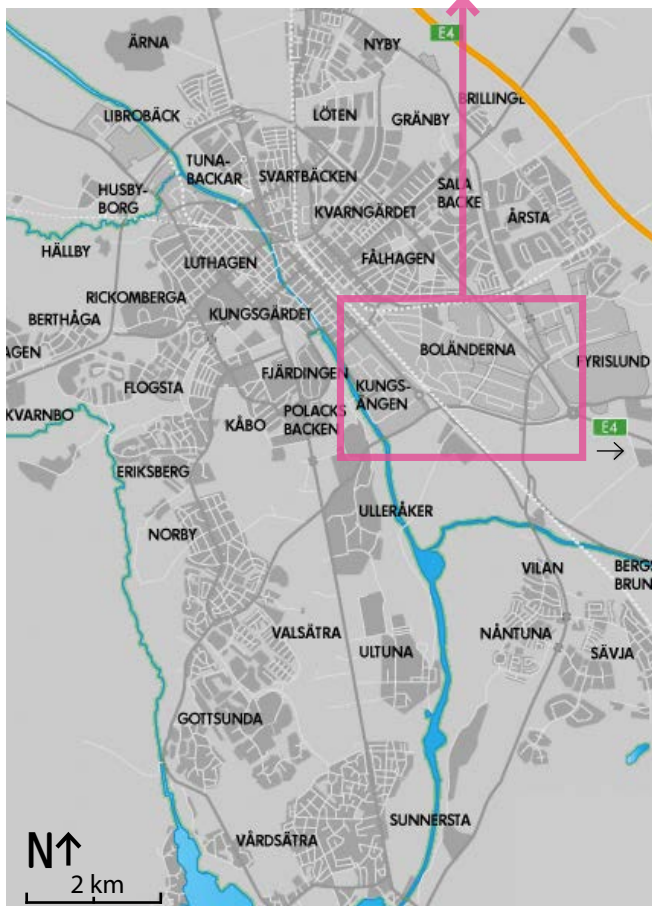 E4
ÄRNA
NYBY
BRILLINGE
LIBROBÄCK
LÖTEN
GRÄNBY
TUNA-
BACKAR
SVARTBÄCKEN
SALA
BACKE
HUSBY-
BORG
KVARNGÄRDET
ÅRSTA
HÄLLBY
LUTHAGEN
FÅLHAGEN
RICKOMBERGA
KUNGSGÄRDET
BERTHÅGA
BOLÄNDERNA
AGEN
FYRISLUND
FLOGSTA
FJÄRDINGEN
KUNGS-
ÄNGEN
KVARNBO
KÅBO
POLACKS
BACKEN
E4
→
ERIKSBERG
ULLERÅKER
NORBY
VILAN
BERGS
BRUN
VALSÄTRA
ULTUNA
NÅNTUNA
SÄVJA
GOTTSUNDA
SUNNERSTA
VÅRDSÄTRA
N↑
2 km